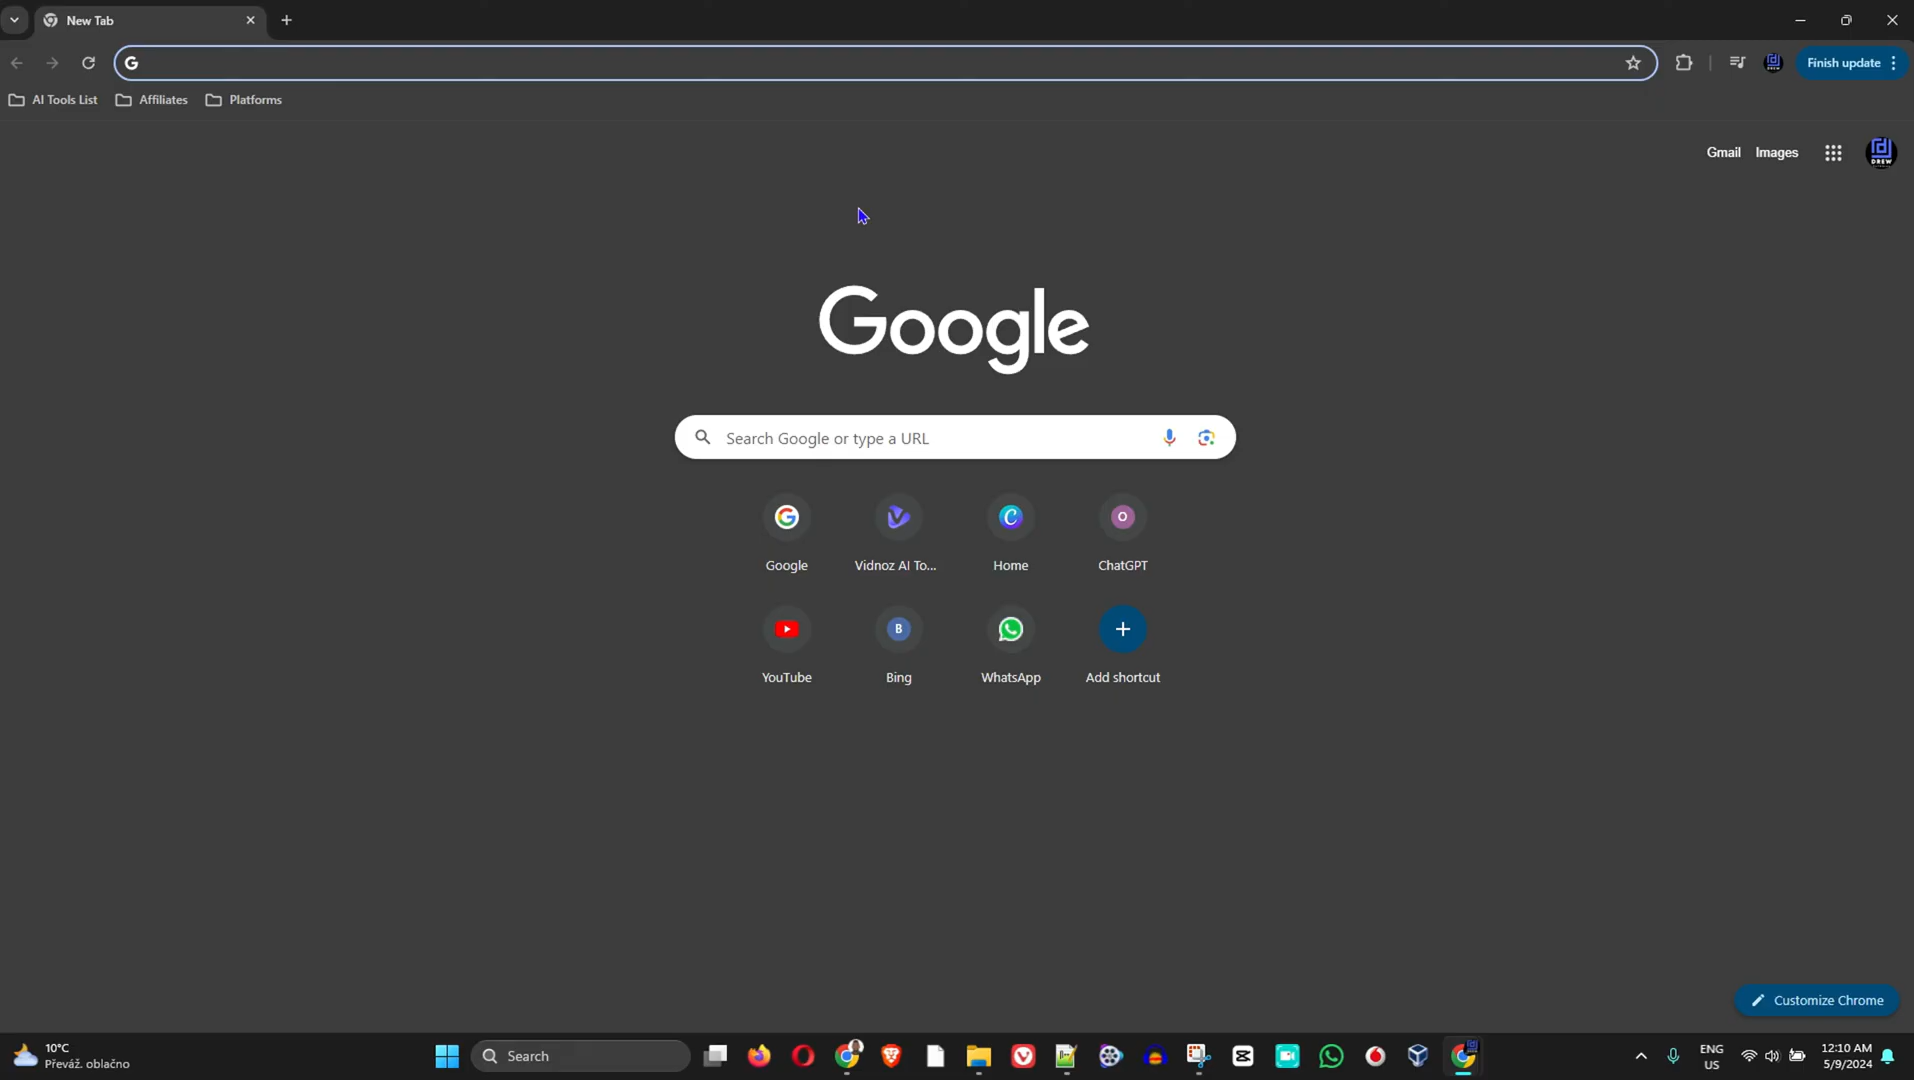 New Tab
Finish update
AI Tools List
Affiliates
Platforms
Gmail
Images
DREW
Google
Search Google or type a URL
Google
Vidnoz AI To...
Home
ChatGPT
YouTube
Bing
WhatsApp
Add shortcut
Customize Chrome
10°C
Převáž. oblačno
Search
ENG
US
12:10 AM
5/9/2024